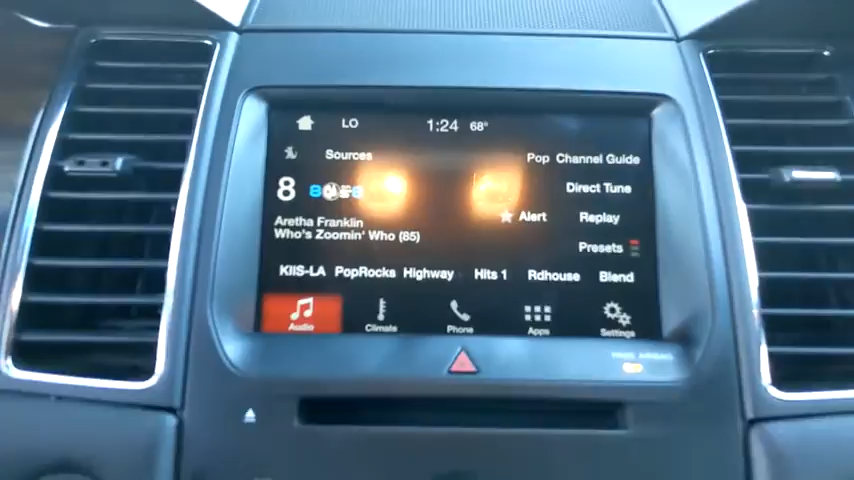 LO 1:24 68°
Sources Pop Channel Guide
8 Direct Tune
Aretha Franklin Alert Replay
Who's Zoomin' Who (85)
Presets
KIIS-LA PopRocks Highway Hits 1 Rdhouse Blend
Audio Climate Phone Apps Settings